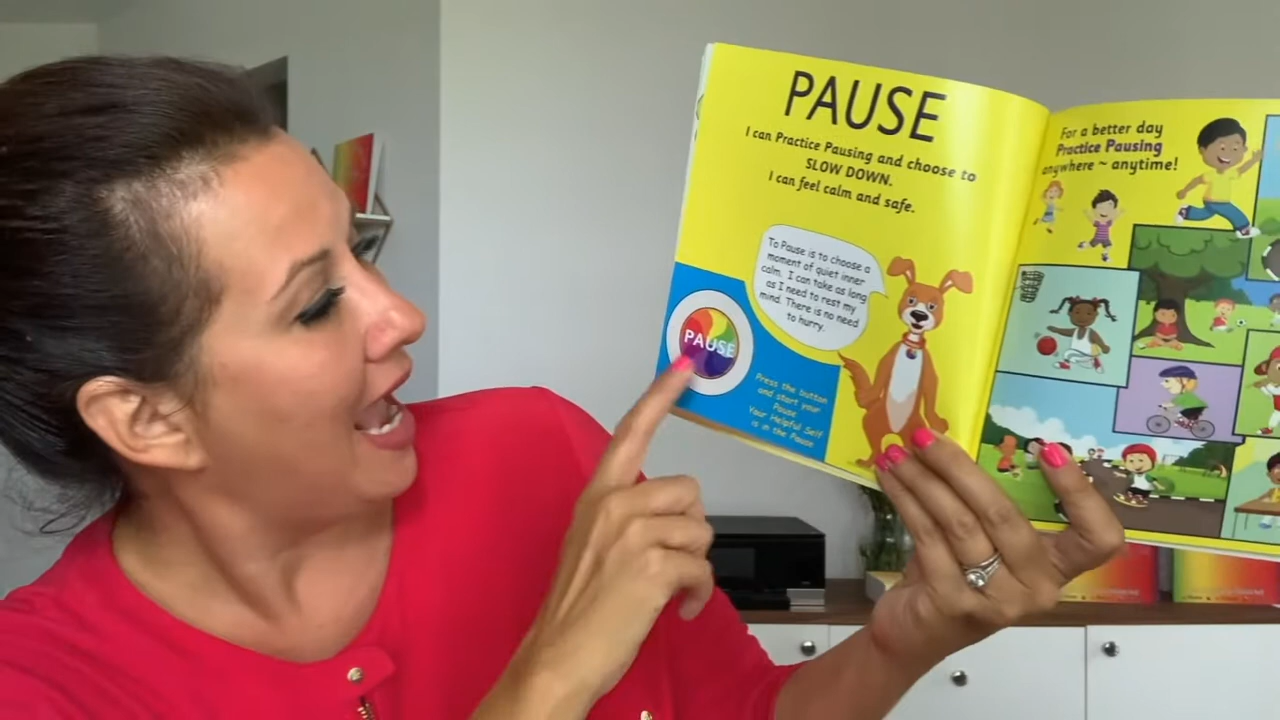 PAUSE
I can Practice Pausing and choose to
SLOW DOWN.
I can feel calm and safe.
To Pause is to choose a
moment of quiet inner
calm. I can take as long
as I need to rest my
mind. There is no need
to hurry.
PAUSE
Press the button
and start your
Pause
Your Helpful Self
is in the Pause
For a better day
Practice Pausing
anywhere ~ anytime!